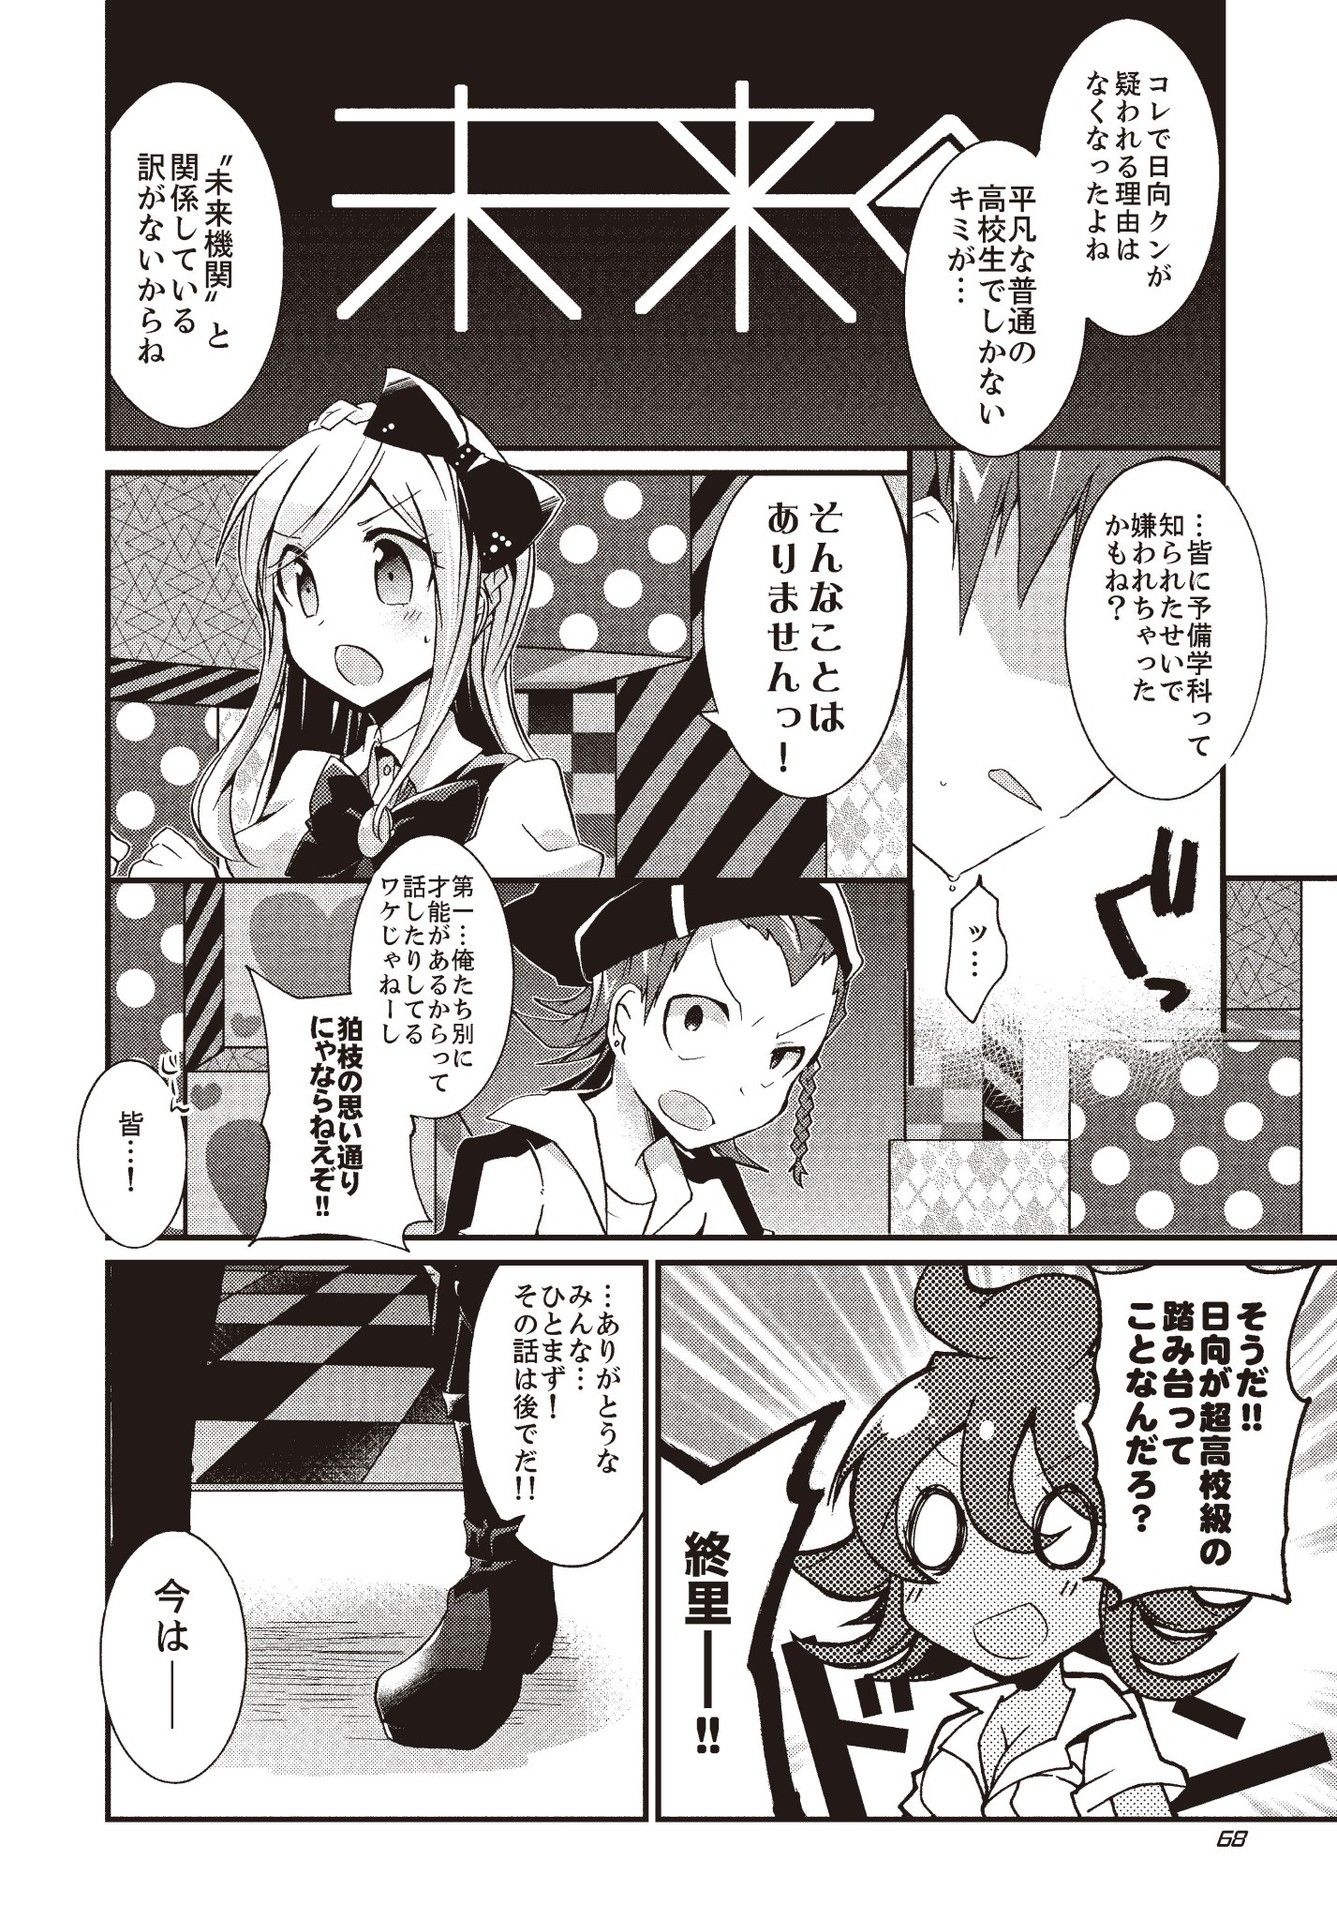 コレで日向クンが
疑われる理由は
なくなったよね
平凡な普通の
高校生でしかない
キミが…
未来
〝未来機関〟と
関係している
訳がないからね
…皆に予備学科って
知られたせいで
嫌われちゃった
かもね？
ぐっ
ッ…
そんなことは
ありませんっ！
第一…俺たち別に
才能があるからって
話したりしてる
ワケじゃねーし
狛枝の思い通り
にゃならねえぞ!!
じーん
皆…！
そうだ!!
日向が超高校級の
踏み台って
ことなんだろ？
ドーン
終里――!!
…ありがとうな
みんな…
ひとまず！
その話は後でだ!!
今は――
68